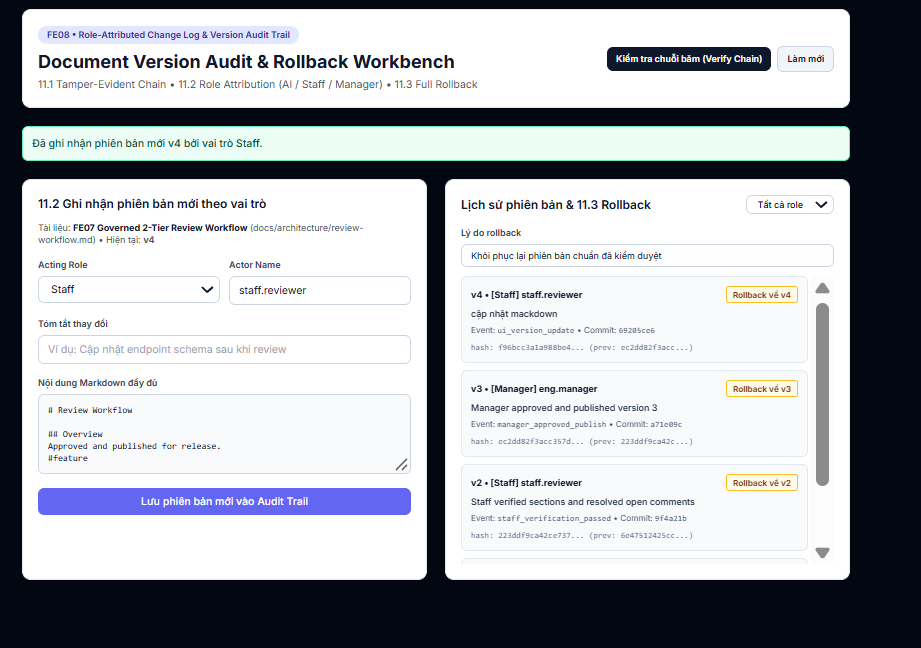 FE08 • Role-Attributed Change Log & Version Audit Trail
Document Version Audit & Rollback Workbench
11.1 Tamper-Evident Chain • 11.2 Role Attribution (AI / Staff / Manager) • 11.3 Full Rollback
Kiểm tra chuỗi băm (Verify Chain)
Làm mới
Đã ghi nhận phiên bản mới v4 bởi vai trò Staff.
11.2 Ghi nhận phiên bản mới theo vai trò
Tài liệu: FE07 Governed 2-Tier Review Workflow (docs/architecture/review-
workflow.md) • Hiện tại: v4
Acting Role
Actor Name
Staff
staff.reviewer
Tóm tắt thay đổi
Ví dụ: Cập nhật endpoint schema sau khi review
Nội dung Markdown đầy đủ
# Review Workflow
## Overview
Approved and published for release.
#feature
Lưu phiên bản mới vào Audit Trail
Lịch sử phiên bản & 11.3 Rollback
Tất cả role
Lý do rollback
Khôi phục lại phiên bản chuẩn đã kiểm duyệt
v4 • [Staff] staff.reviewer
Rollback về v4
cập nhật mackdown
Event: ui_version_update • Commit: 69205ce6
hash: f96bcc3a1a988be4... (prev: ec2dd82f3acc...)
v3 • [Manager] eng.manager
Rollback về v3
Manager approved and published version 3
Event: manager_approved_publish • Commit: a71e09c
hash: ec2dd82f3acc357d... (prev: 223ddf9ca42c...)
v2 • [Staff] staff.reviewer
Rollback về v2
Staff verified sections and resolved open comments
Event: staff_verification_passed • Commit: 9f4a21b
hash: 223ddf9ca42ce737... (prev: 6e47512425cc...)